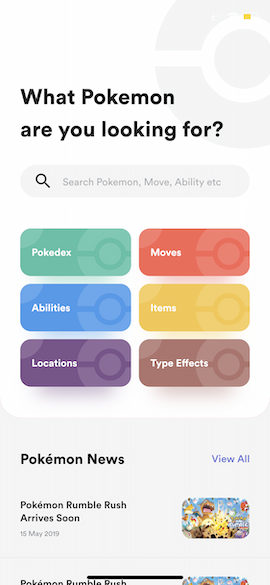 What Pokemon
are you looking for?
Search Pokemon, Move, Ability etc
Pokedex
Moves
Abilities
Items
Locations
Type Effects
Pokémon News
View All
Pokémon Rumble Rush
Arrives Soon
15 May 2019
RUMBLE
Pokémon Rumble Rush